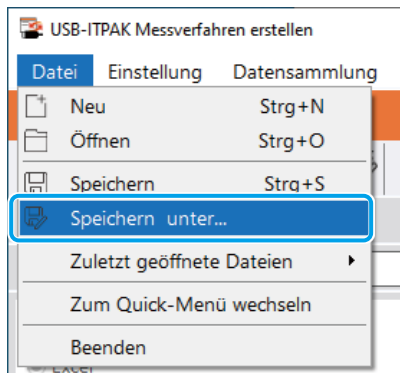 USB-ITPAK Messverfahren erstellen
Datei Einstellung Datensammlung
Neu Strg+N
Öffnen Strg+O
Speichern Strg+S
Speichern unter...
Zuletzt geöffnete Dateien
Zum Quick-Menü wechseln
Beenden
Excel